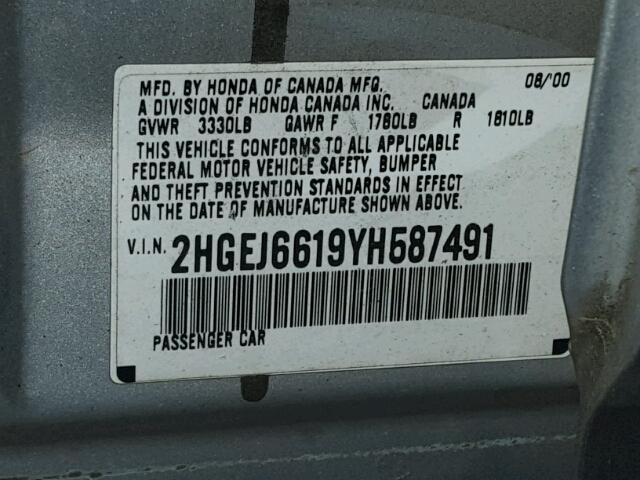 MFD. BY HONDA OF CANADA MFG. 08/'00
A DIVISION OF HONDA CANADA INC. CANADA
GVWR 3330LB GAWR F 1780LB R 1610LB
THIS VEHICLE CONFORMS TO ALL APPLICABLE
FEDERAL MOTOR VEHICLE SAFETY, BUMPER
AND THEFT PREVENTION STANDARDS IN EFFECT
ON THE DATE OF MANUFACTURE SHOWN ABOVE.
V.I.N. 2HGEJ6619YH587491
PASSENGER CAR